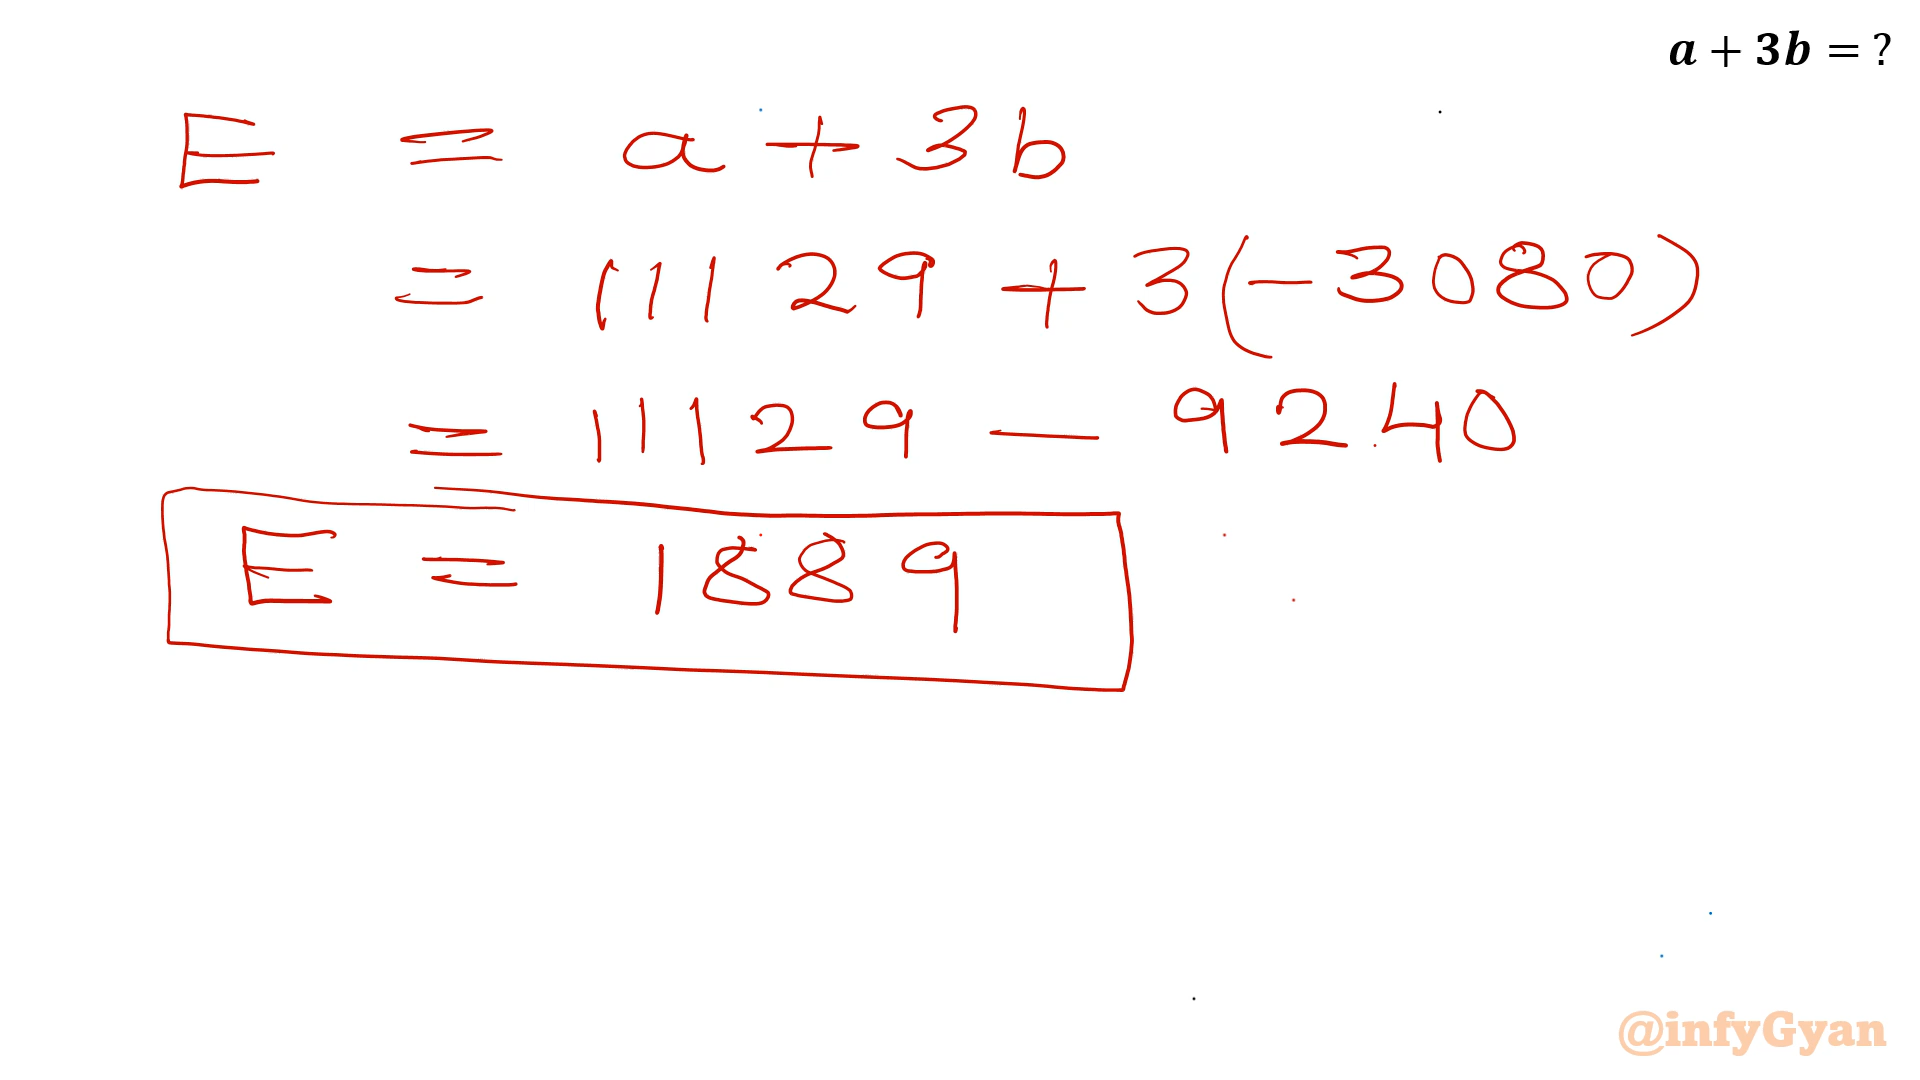 a + 3b = ?
E = a + 3b
= 11129 + 3(-3080)
= 11129 - 9240
E = 1889
@infyGyan